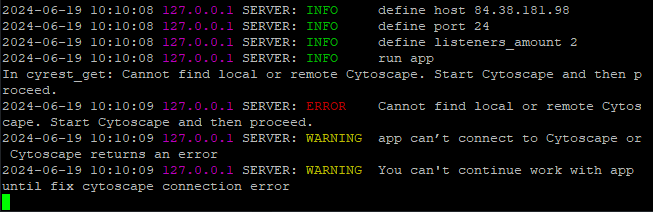 2024-06-19 10:10:08 127.0.0.1 SERVER: INFO     define host 84.38.181.98
2024-06-19 10:10:08 127.0.0.1 SERVER: INFO     define port 24
2024-06-19 10:10:08 127.0.0.1 SERVER: INFO     define listeners_amount 2
2024-06-19 10:10:08 127.0.0.1 SERVER: INFO     run app
In cyrest_get: Cannot find local or remote Cytoscape. Start Cytoscape and then p
roceed.
2024-06-19 10:10:09 127.0.0.1 SERVER: ERROR    Cannot find local or remote Cytos
cape. Start Cytoscape and then proceed.
2024-06-19 10:10:09 127.0.0.1 SERVER: WARNING  app can’t connect to Cytoscape or
 Cytoscape returns an error
2024-06-19 10:10:09 127.0.0.1 SERVER: WARNING  You can't continue work with app
until fix cytoscape connection error